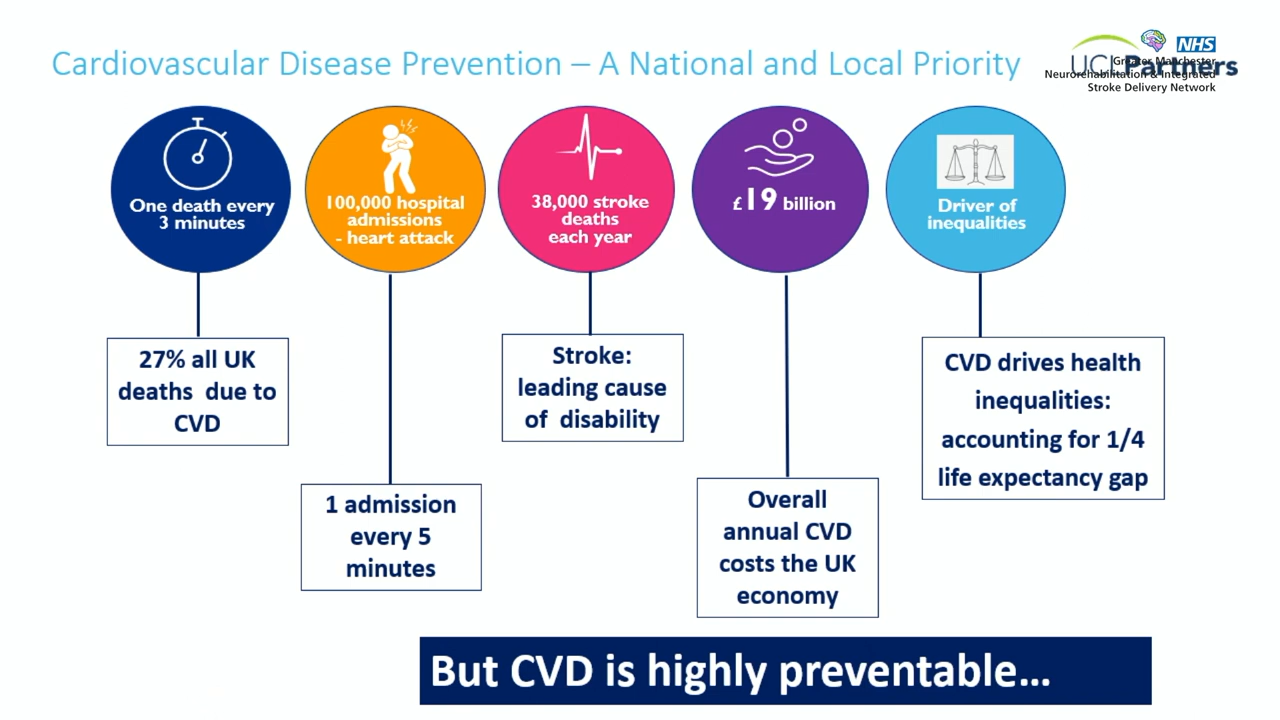 Cardiovascular Disease Prevention – A National and Local Priority
NHS
UCLPartners
Greater Manchester
Neurorehabilitation & Integrated
Stroke Delivery Network
One death every
3 minutes
27% all UK
deaths due to
CVD
100,000 hospital
admissions
- heart attack
1 admission
every 5
minutes
38,000 stroke
deaths
each year
Stroke:
leading cause
of disability
£19 billion
Overall
annual CVD
costs the UK
economy
Driver of
inequalities
CVD drives health
inequalities:
accounting for 1/4
life expectancy gap
But CVD is highly preventable...